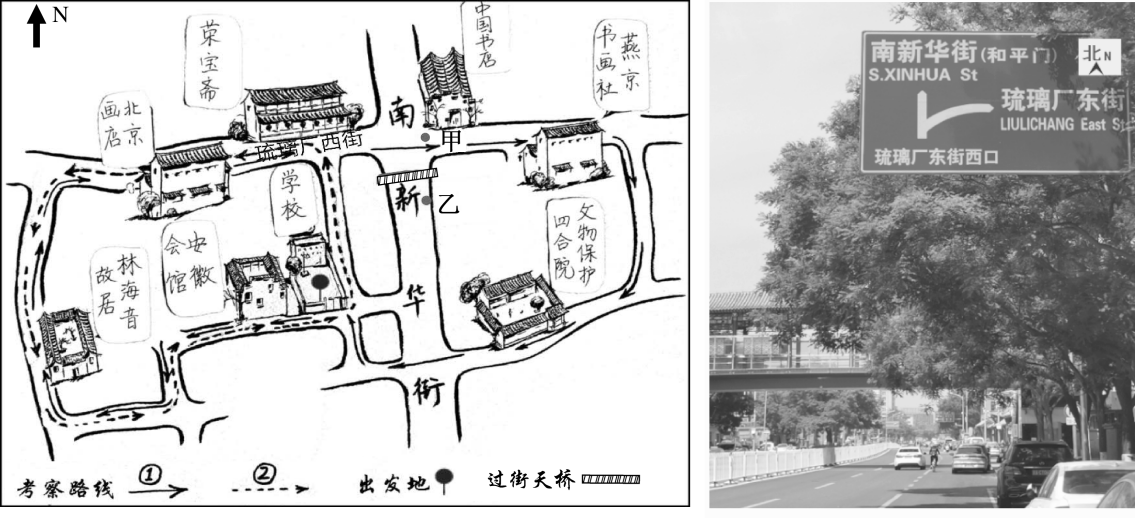 N
荣宝斋
中国书店
燕京
书画社
北京
画店
南
甲
琉璃厂西街
学校
新
乙
文物保护
四合院
安徽
会馆
林海音
故居
华
街
考察路线 ① ② 出发地 过街天桥
南新华街(和平门)
S.XINHUA St
北N
琉璃厂东街
LIULICHANG East St
琉璃厂东街西口